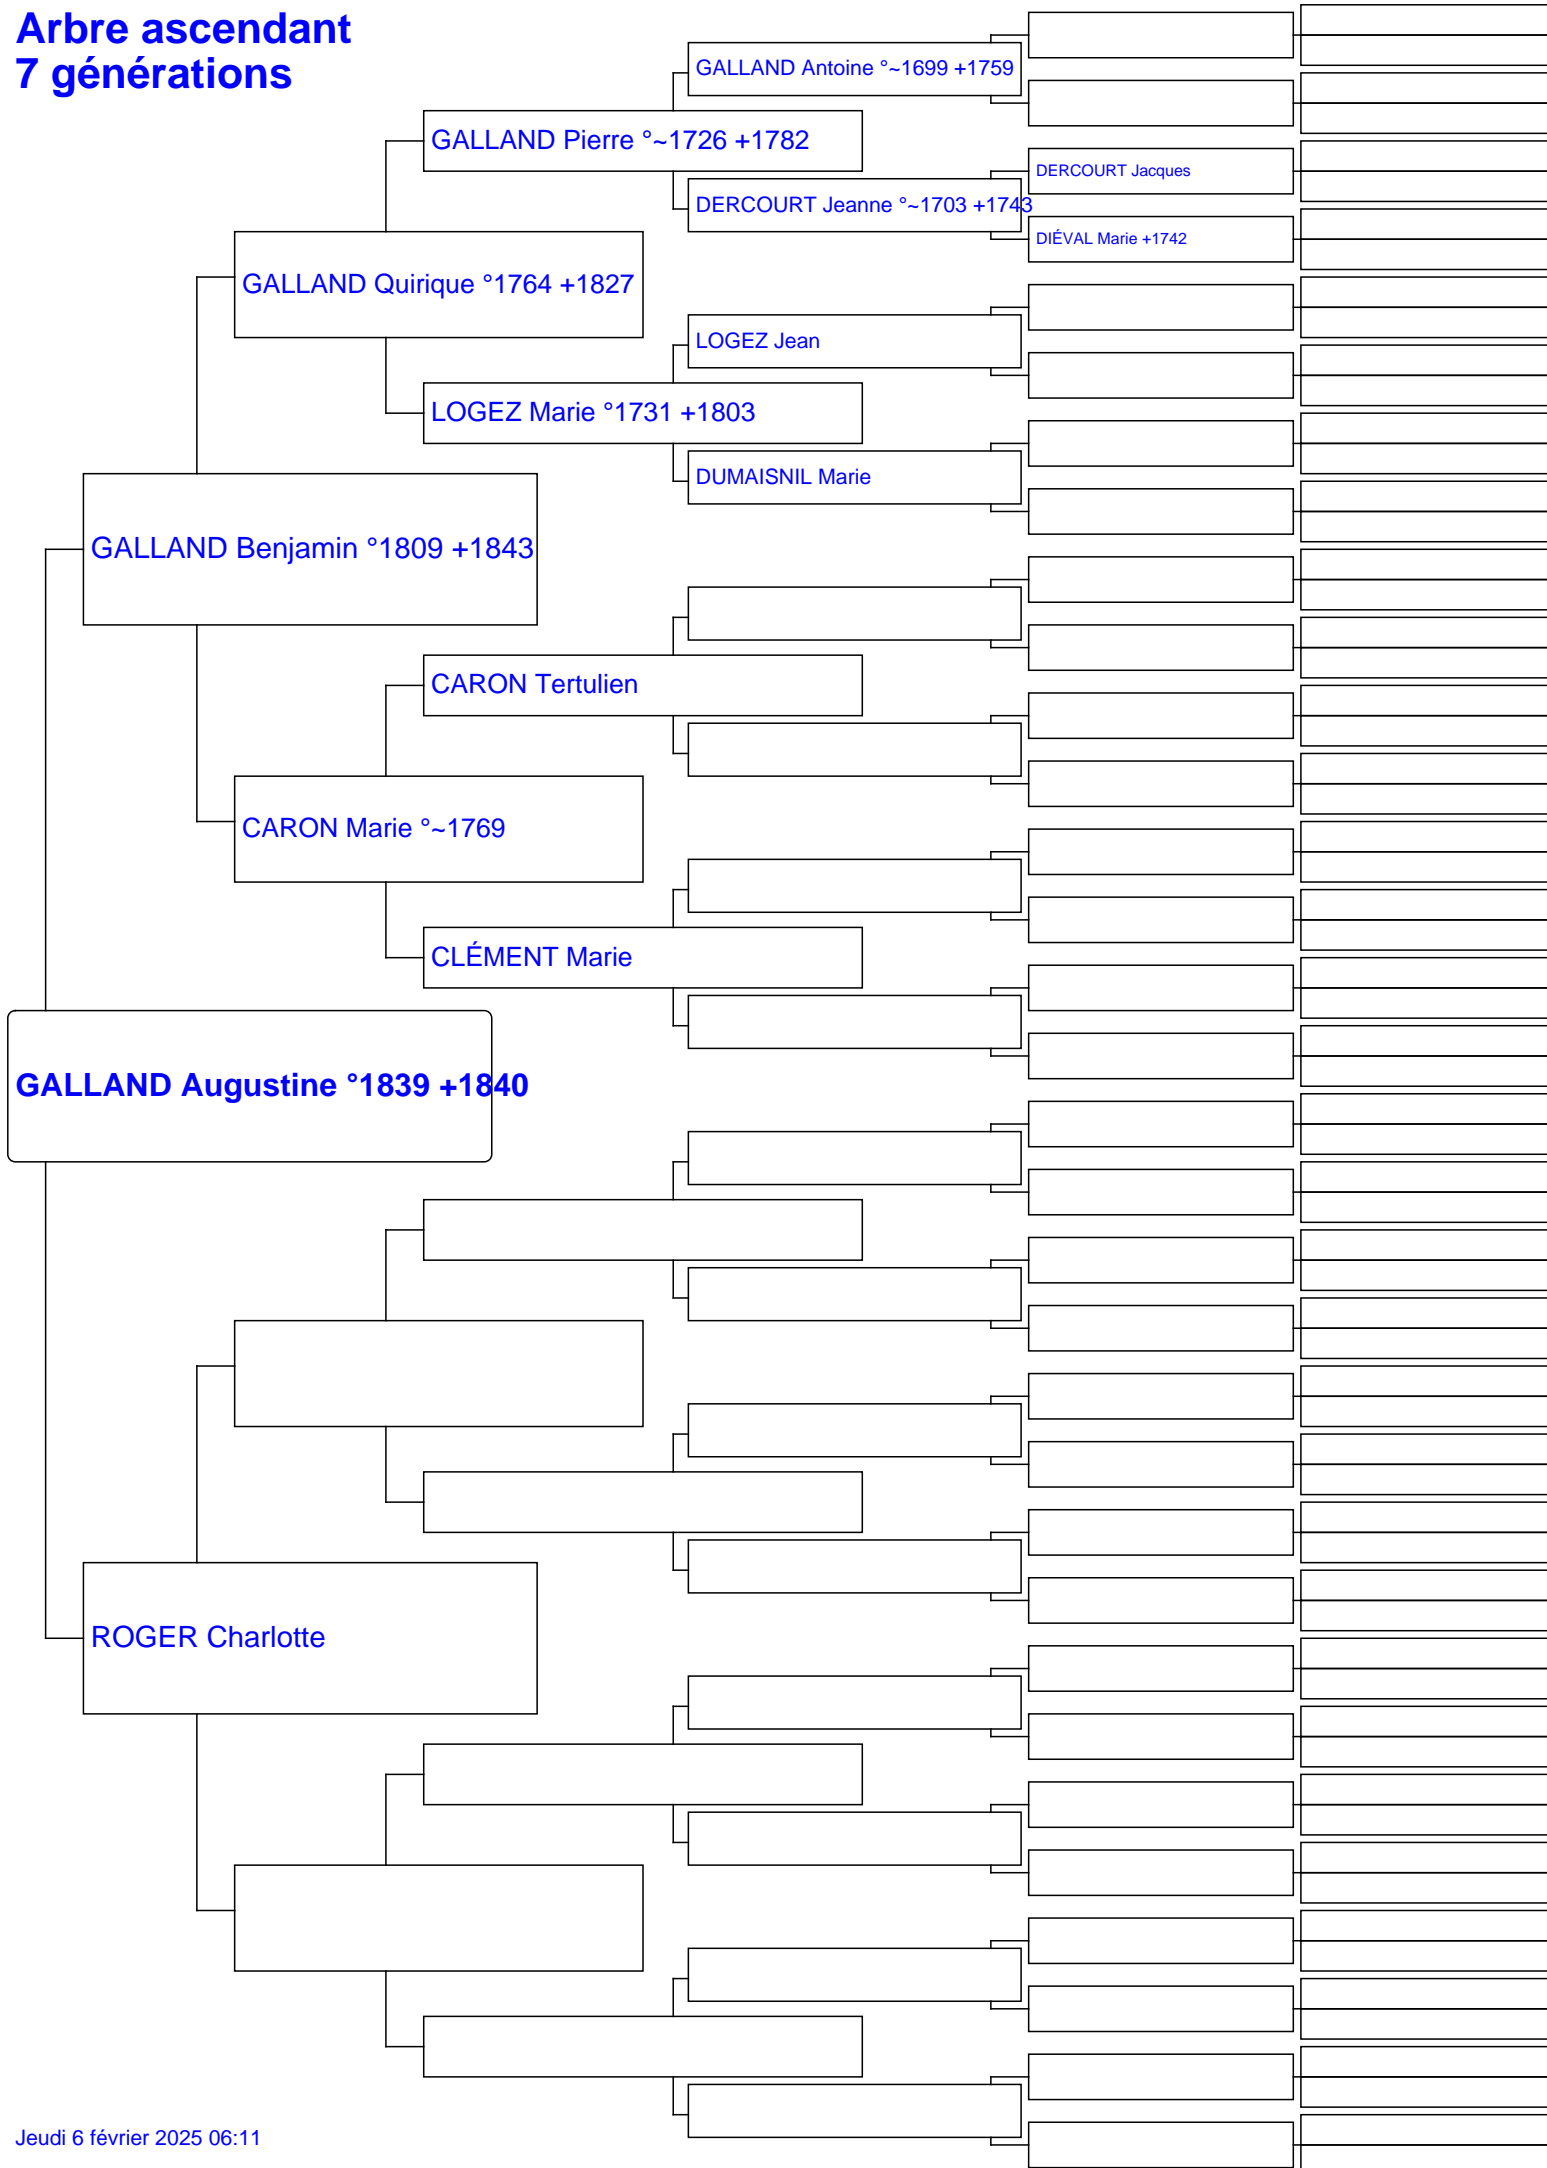 Arbre ascendant
7 générations
GALLAND Antoine °~1699 +1759
GALLAND Pierre °~1726 +1782
DERCOURT Jacques
DERCOURT Jeanne °~1703 +1743
DIÉVAL Marie +1742
GALLAND Quirique °1764 +1827
LOGEZ Jean
LOGEZ Marie °1731 +1803
DUMAISNIL Marie
GALLAND Benjamin °1809 +1843
CARON Tertulien
CARON Marie °~1769
CLÉMENT Marie
GALLAND Augustine °1839 +1840
ROGER Charlotte
Jeudi 6 février 2025 06:11